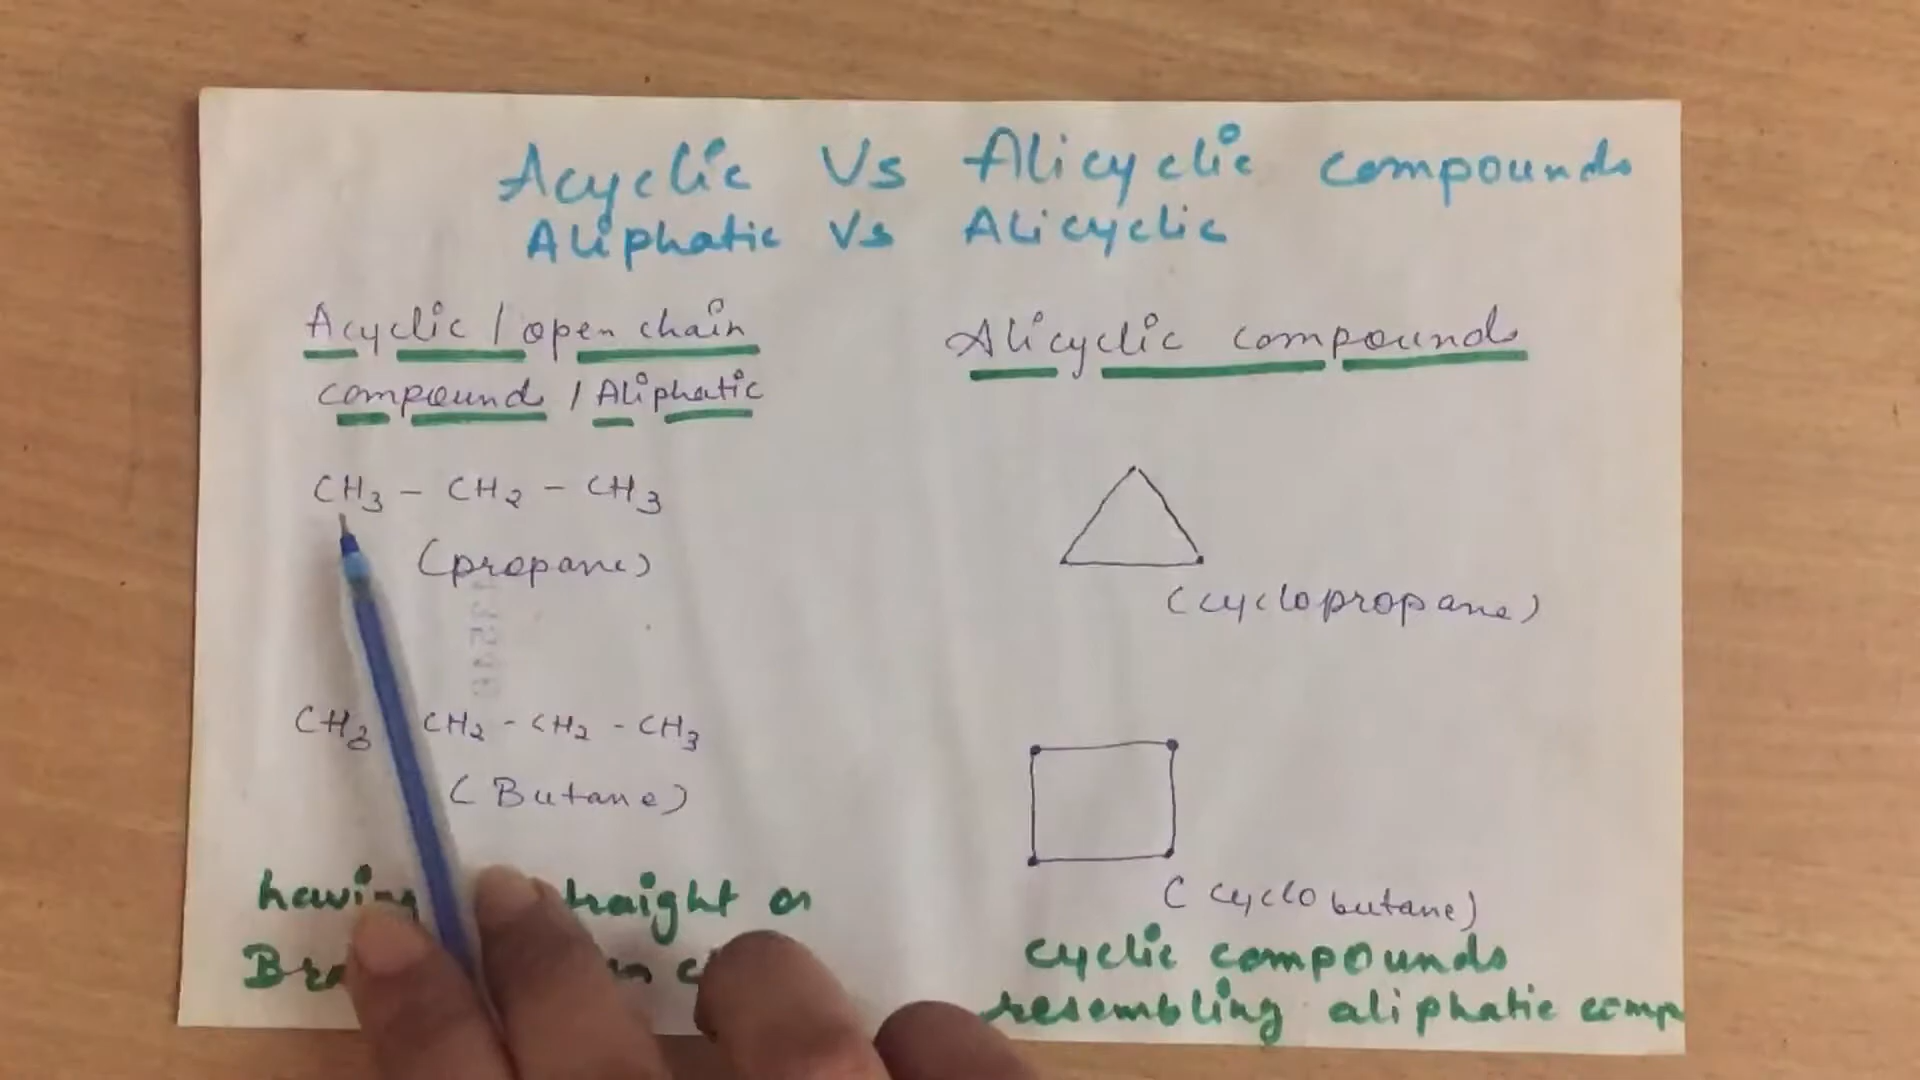 Acyclic Vs Alicyclic compounds
Aliphatic Vs Alicyclic
Acyclic / open chain
compound / Aliphatic
CH3 - CH2 - CH3
(propane)
CH3 CH2 - CH2 - CH3
(Butane)
or
Alicyclic compounds
(cyclopropane)
(cyclobutane)
cyclic compounds
resembling aliphatic comp